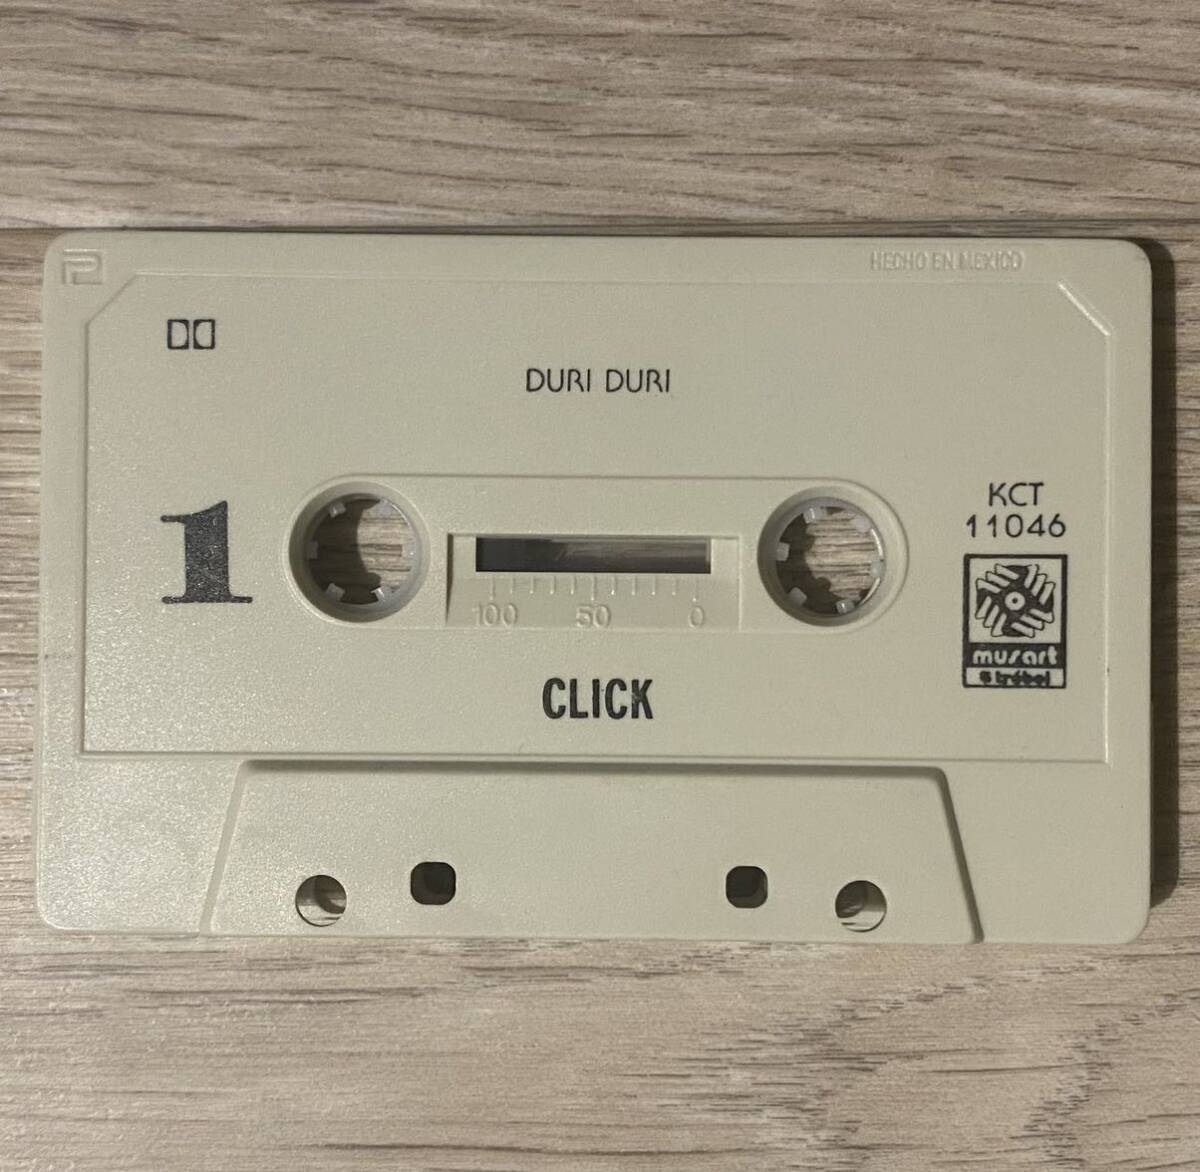 HECHO EN MEXICO
DURI DURI
1
KCT
11046
100 50 0
musart
trébol
CLICK